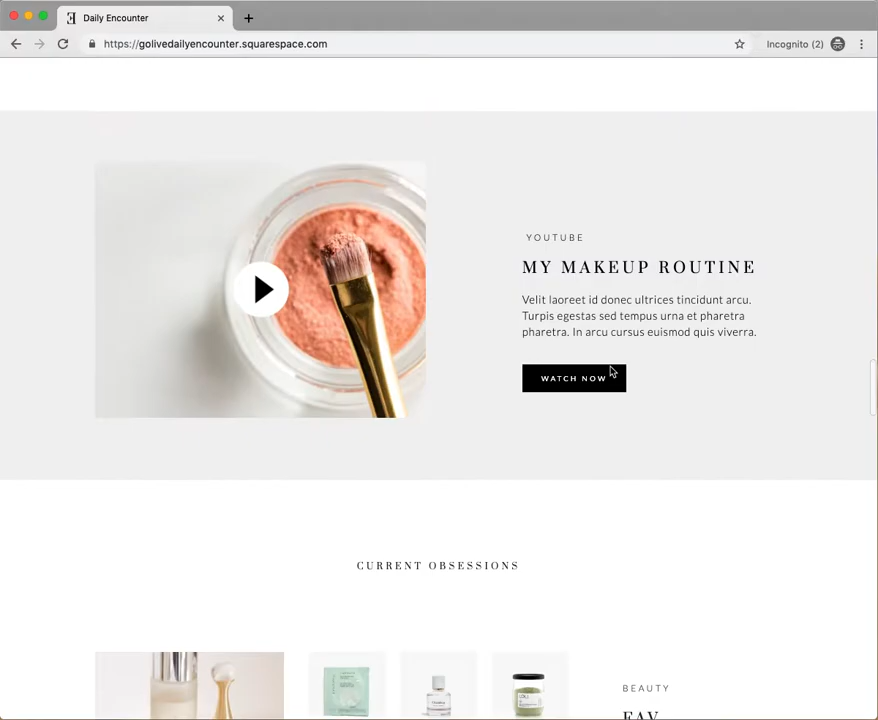 Daily Encounter
https://golivedailyencounter.squarespace.com
Incognito (2)
YOUTUBE
MY MAKEUP ROUTINE
Velit laoreet id donec ultrices tincidunt arcu.
Turpis egestas sed tempus urna et pharetra
pharetra. In arcu cursus euismod quis viverra.
WATCH NOW
CURRENT OBSESSIONS
BEAUTY
FAV